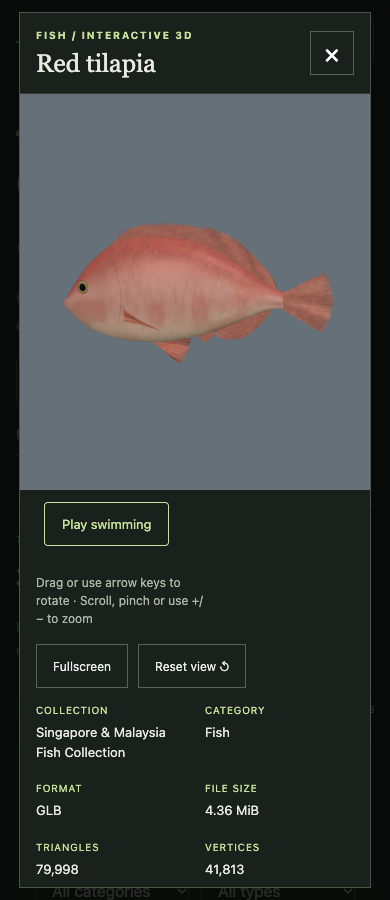 FISH / INTERACTIVE 3D
Red tilapia
×
Play swimming
Drag or use arrow keys to
rotate · Scroll, pinch or use +/
− to zoom
Fullscreen
Reset view ↺
COLLECTION
CATEGORY
Singapore & Malaysia
Fish Collection
Fish
FORMAT
FILE SIZE
GLB
4.36 MiB
TRIANGLES
VERTICES
79,998
41,813
All categories
All types